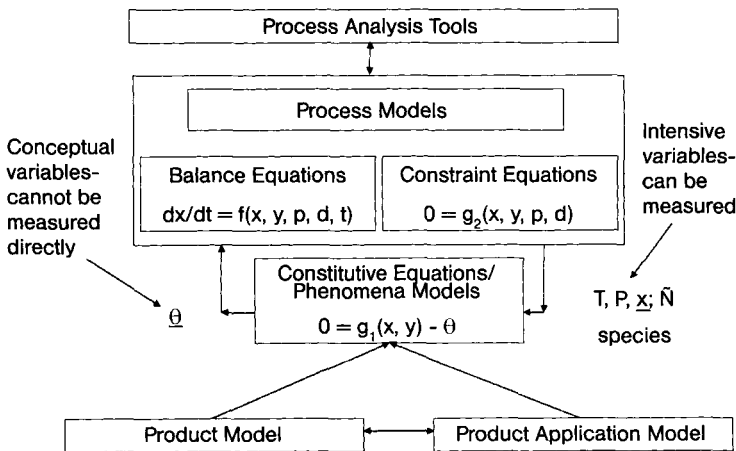 Process Analysis Tools
Process Models
Conceptual
variables-
cannot be
measured
directly
Balance Equations
dx/dt = f(x, y, p, d, t)
Constraint Equations
0 = g₂(x, y, p, d)
Intensive
variables-
can be
measured
Constitutive Equations/
Phenomena Models
0 = g₁(x, y) - Θ
Θ
T, P, x; Ñ
species
Product Model
Product Application Model